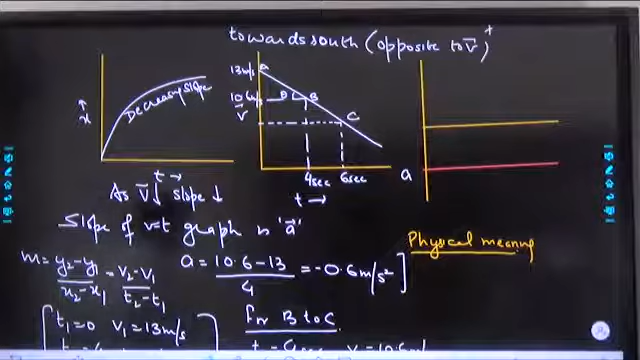 towards south (opposite to v̄)
x
Decreasing slope
t →
13m/s
A
10.6m/s
D
B
C
v̄
4sec 6sec
t →
a
As v̄↓ slope ↓
Slope of v-t graph is 'a⃗'
m = y₂-y₁ / x₂-x₁ = v₂-v₁ / t₂-t₁
a = 10.6-13 / 4 = -0.6 m/s²
Physical meaning
t₁=0 v₁=13m/s
for B to C